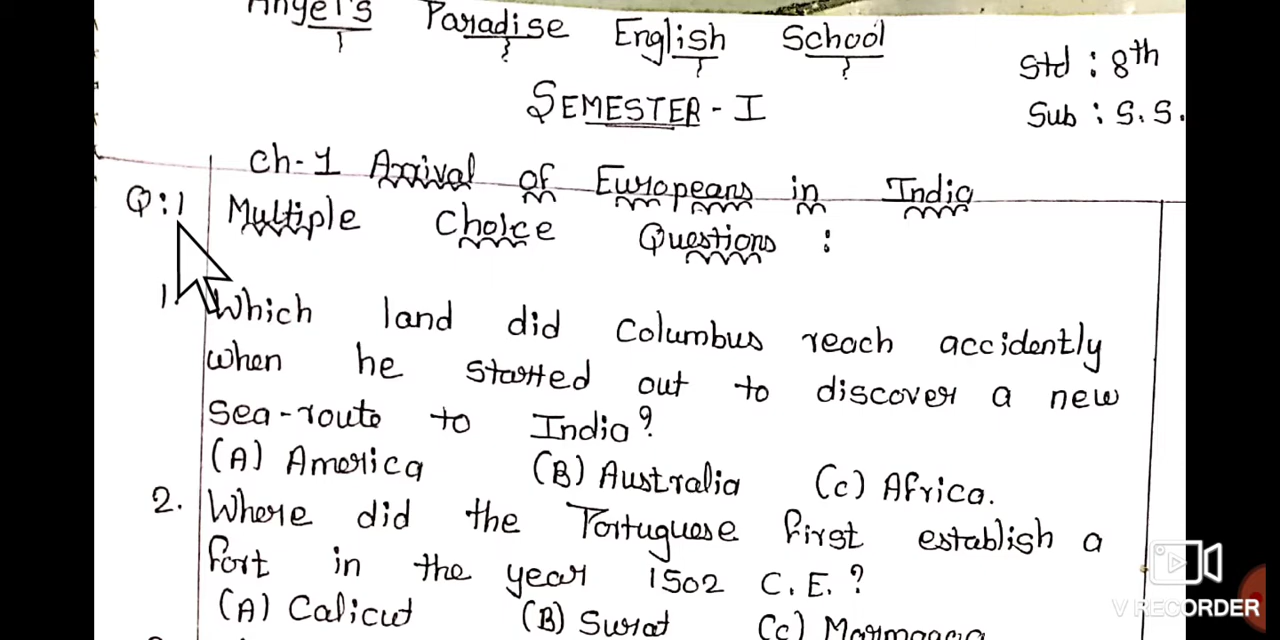 Angel's Paradise English School
Std : 8th
SEMESTER - I
Sub : S.S.
Ch-1 Arrival of Europeans in India
Q:1 Multiple Choice Questions :
1. Which land did Columbus reach accidently
when he started out to discover a new
sea-route to India?
(A) America (B) Australia (C) Africa.
2. Where did the Portuguese first establish a
fort in the year 1502 C.E.?
(A) Calicut (B) Surat (C)
V RECORDER